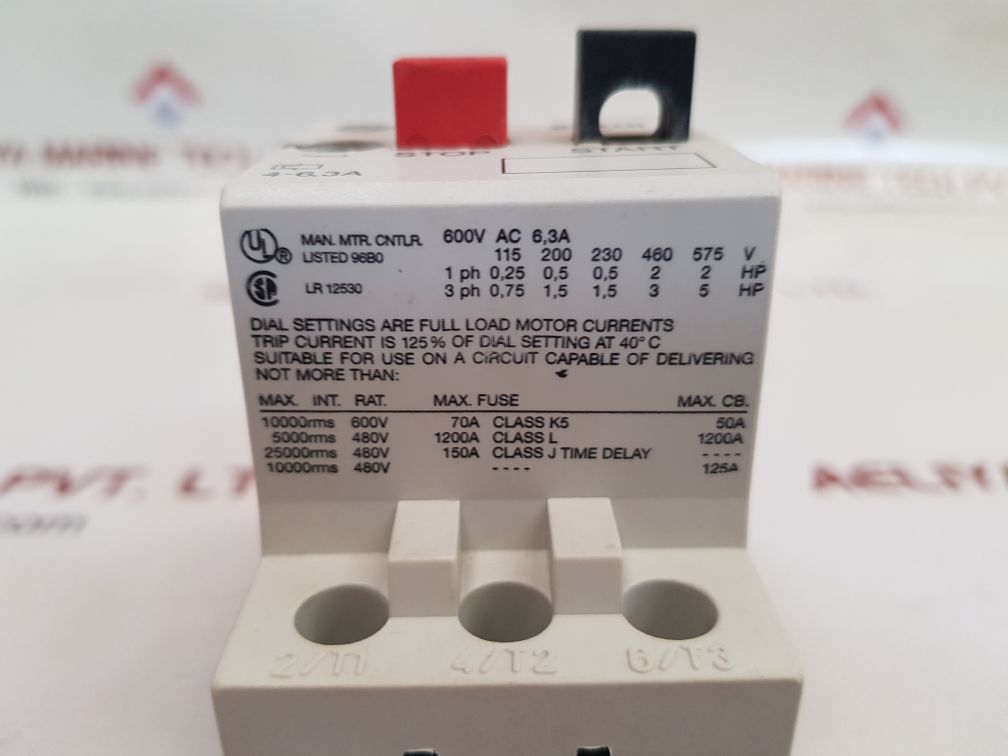 STOP START
4-6,3A
UL® MAN. MTR. CNTLR. 600V AC 6,3A
LISTED 96B0 115 200 230 460 575 V
1 ph 0,25 0,5 0,5 2 2 HP
LR 12530 3 ph 0,75 1,5 1,5 3 5 HP
DIAL SETTINGS ARE FULL LOAD MOTOR CURRENTS
TRIP CURRENT IS 125% OF DIAL SETTING AT 40° C
SUITABLE FOR USE ON A CIRCUIT CAPABLE OF DELIVERING
NOT MORE THAN:
MAX. INT. RAT. MAX. FUSE MAX. CB.
10000rms 600V 70A CLASS K5 50A
5000rms 480V 1200A CLASS L 1200A
25000rms 480V 150A CLASS J TIME DELAY ----
10000rms 480V ---- 125A
PVT. LT
AELIYA
com
2/T1 4/T2 6/T3